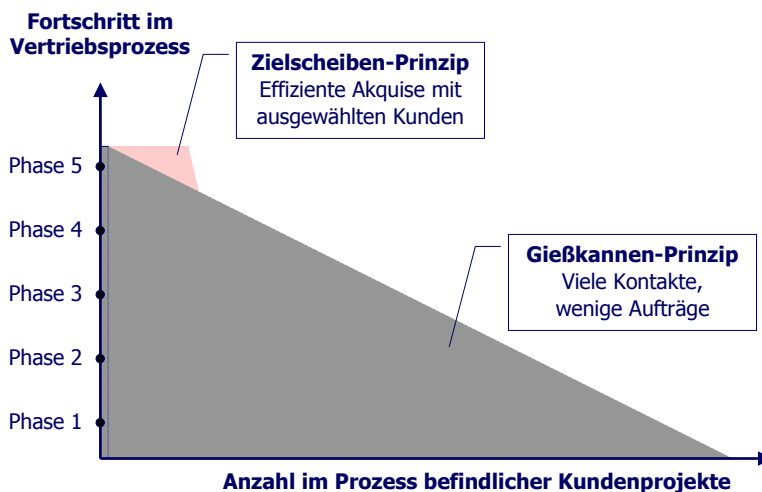 Fortschritt im
Vertriebsprozess
Zielscheiben-Prinzip
Effiziente Akquise mit
ausgewählten Kunden
Phase 5
Phase 4
Gießkannen-Prinzip
Viele Kontakte,
wenige Aufträge
Phase 3
Phase 2
Phase 1
Anzahl im Prozess befindlicher Kundenprojekte